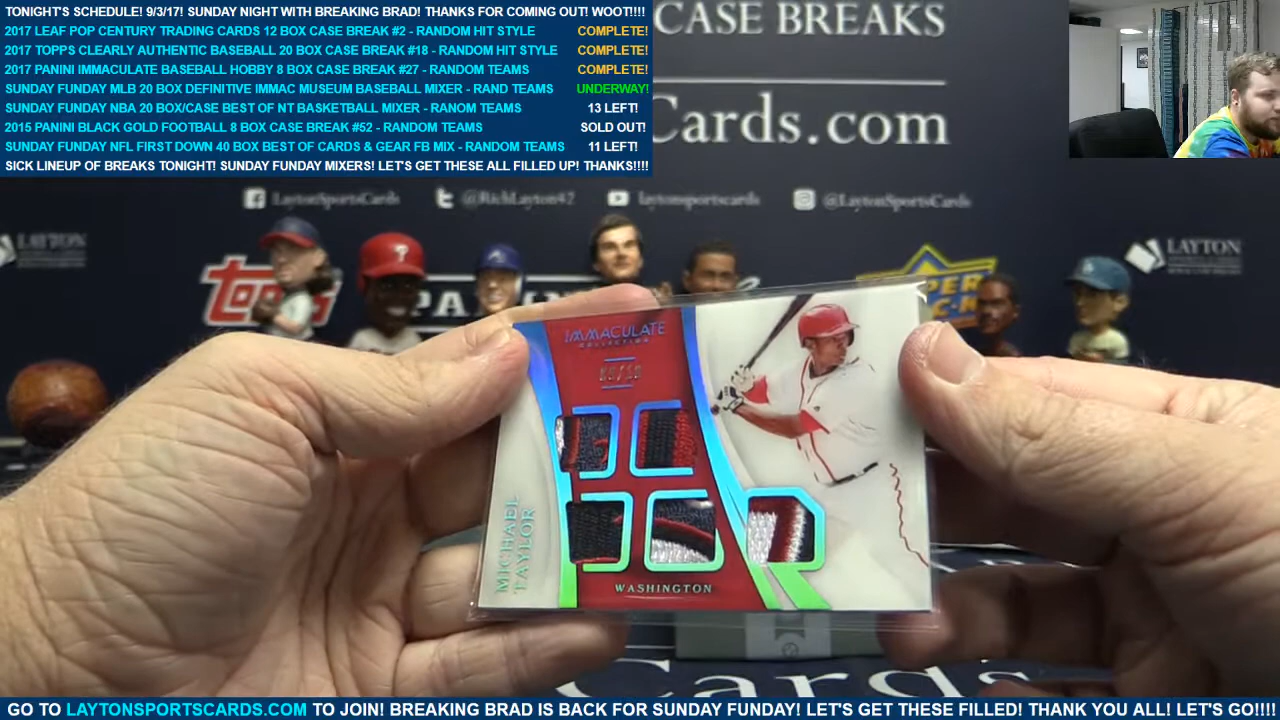 TONIGHT'S SCHEDULE! 9/3/17! SUNDAY NIGHT WITH BREAKING BRAD! THANKS FOR COMING OUT! WOOT!!!!
2017 LEAF POP CENTURY TRADING CARDS 12 BOX CASE BREAK #2 - RANDOM HIT STYLE COMPLETE!
2017 TOPPS CLEARLY AUTHENTIC BASEBALL 20 BOX CASE BREAK #18 - RANDOM HIT STYLE COMPLETE!
2017 PANINI IMMACULATE BASEBALL HOBBY 8 BOX CASE BREAK #27 - RANDOM TEAMS COMPLETE!
SUNDAY FUNDAY MLB 20 BOX DEFINITIVE IMMAC MUSEUM BASEBALL MIXER - RAND TEAMS UNDERWAY!
SUNDAY FUNDAY NBA 20 BOX/CASE BEST OF NT BASKETBALL MIXER - RANOM TEAMS 13 LEFT!
2015 PANINI BLACK GOLD FOOTBALL 8 BOX CASE BREAK #52 - RANDOM TEAMS SOLD OUT!
SUNDAY FUNDAY NFL FIRST DOWN 40 BOX BEST OF CARDS & GEAR FB MIX - RANDOM TEAMS 11 LEFT!
SICK LINEUP OF BREAKS TONIGHT! SUNDAY FUNDAY MIXERS! LET'S GET THESE ALL FILLED UP! THANKS!!!!
CASE BREAKS
Cards.com
LaytonSportsCards @RichLayton42 laytonsportscards @LaytonSportsCards
LAYTON
LAYTON
topps
PANINI
UPPER
IMMACULATE
COLLECTION
MICHAEL
TAYLOR
WASHINGTON
Cards
GO TO LAYTONSPORTSCARDS.COM TO JOIN! BREAKING BRAD IS BACK FOR SUNDAY FUNDAY! LET'S GET THESE FILLED! THANK YOU ALL! LET'S GO!!!!